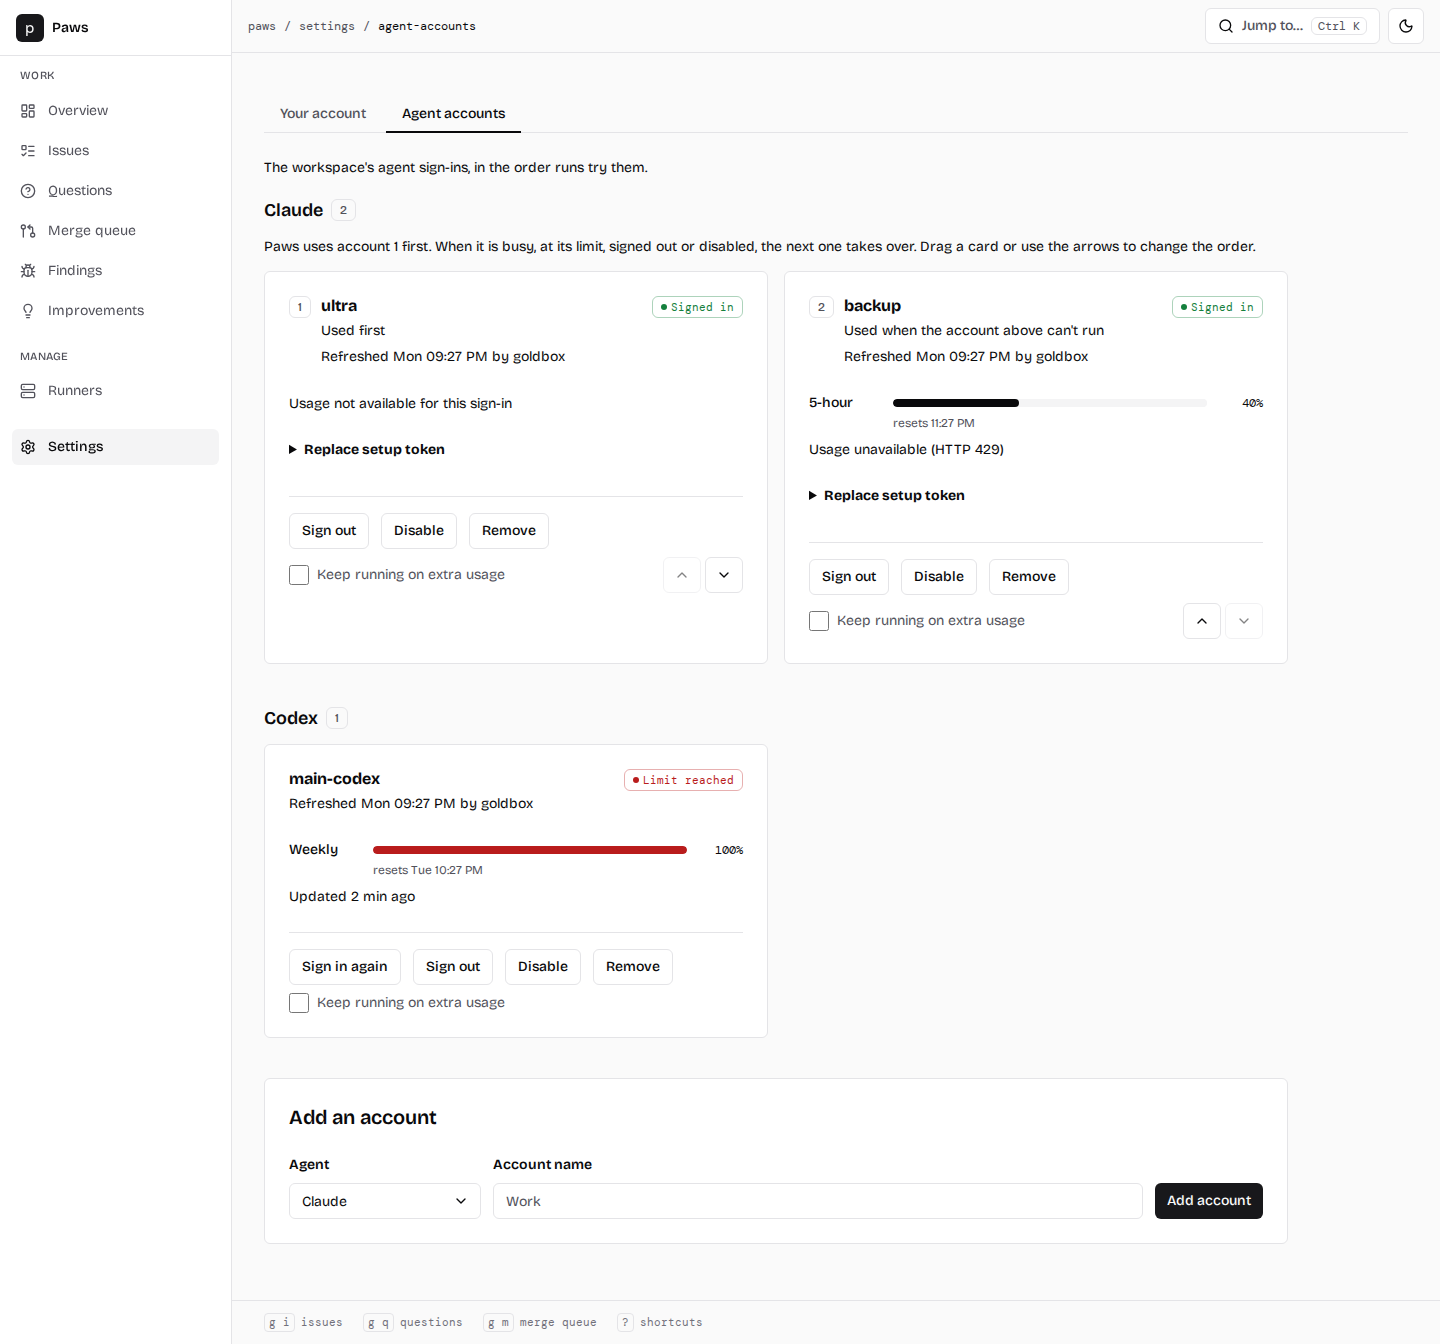 p Paws
paws / settings / agent-accounts
Jump to... Ctrl K
WORK
Overview
Issues
Questions
Merge queue
Findings
Improvements
MANAGE
Runners
Settings
Your account Agent accounts
The workspace's agent sign-ins, in the order runs try them.
Claude 2
Paws uses account 1 first. When it is busy, at its limit, signed out or disabled, the next one takes over. Drag a card or use the arrows to change the order.
1 ultra Signed in
Used first
Refreshed Mon 09:27 PM by goldbox
Usage not available for this sign-in
Replace setup token
Sign out Disable Remove
Keep running on extra usage
2 backup Signed in
Used when the account above can't run
Refreshed Mon 09:27 PM by goldbox
5-hour 40%
resets 11:27 PM
Usage unavailable (HTTP 429)
Replace setup token
Sign out Disable Remove
Keep running on extra usage
Codex 1
main-codex Limit reached
Refreshed Mon 09:27 PM by goldbox
Weekly 100%
resets Tue 10:27 PM
Updated 2 min ago
Sign in again Sign out Disable Remove
Keep running on extra usage
Add an account
Agent Account name
Claude Work Add account
g i issues g q questions g m merge queue ? shortcuts